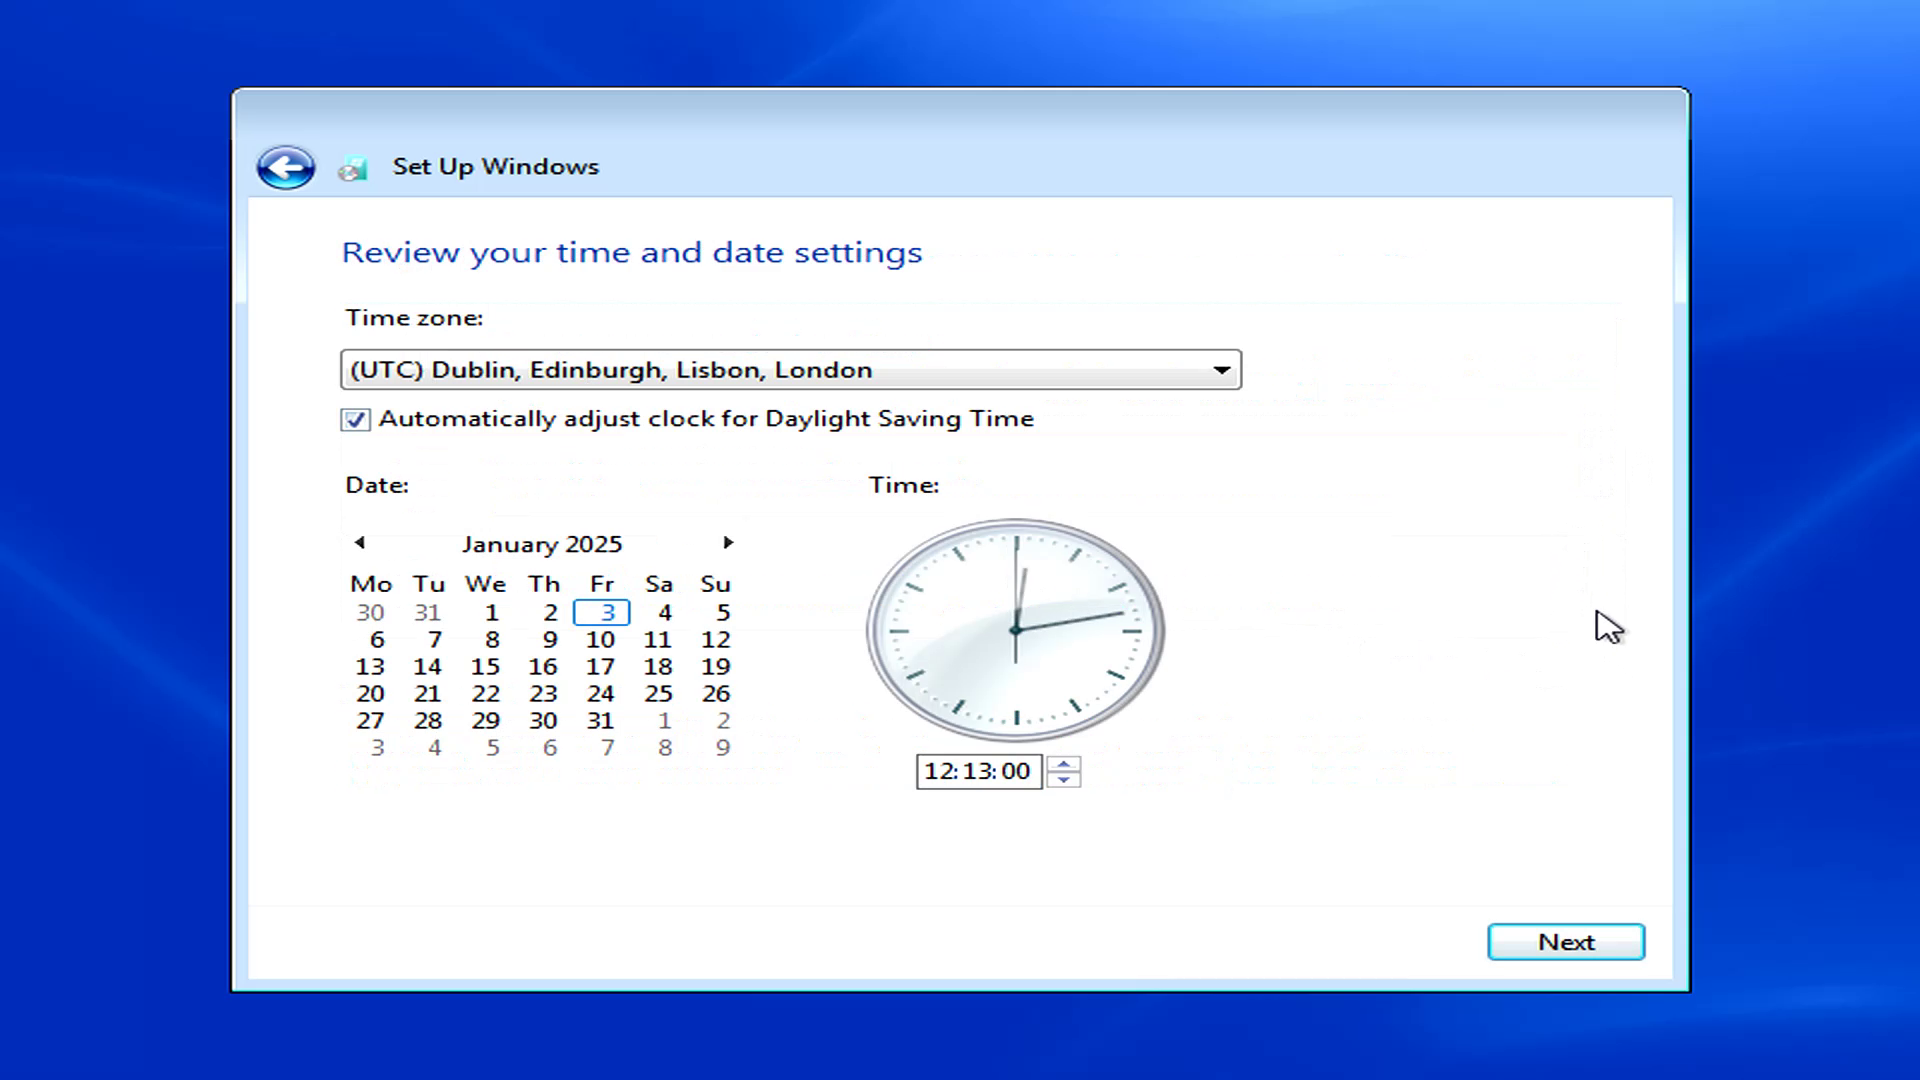 Set Up Windows
Review your time and date settings
Time zone:
(UTC) Dublin, Edinburgh, Lisbon, London
Automatically adjust clock for Daylight Saving Time
Date:
Time:
January 2025
Mo Tu We Th Fr Sa Su
30 31 1 2 3 4 5
6 7 8 9 10 11 12
13 14 15 16 17 18 19
20 21 22 23 24 25 26
27 28 29 30 31 1 2
3 4 5 6 7 8 9
12:13:00
Next